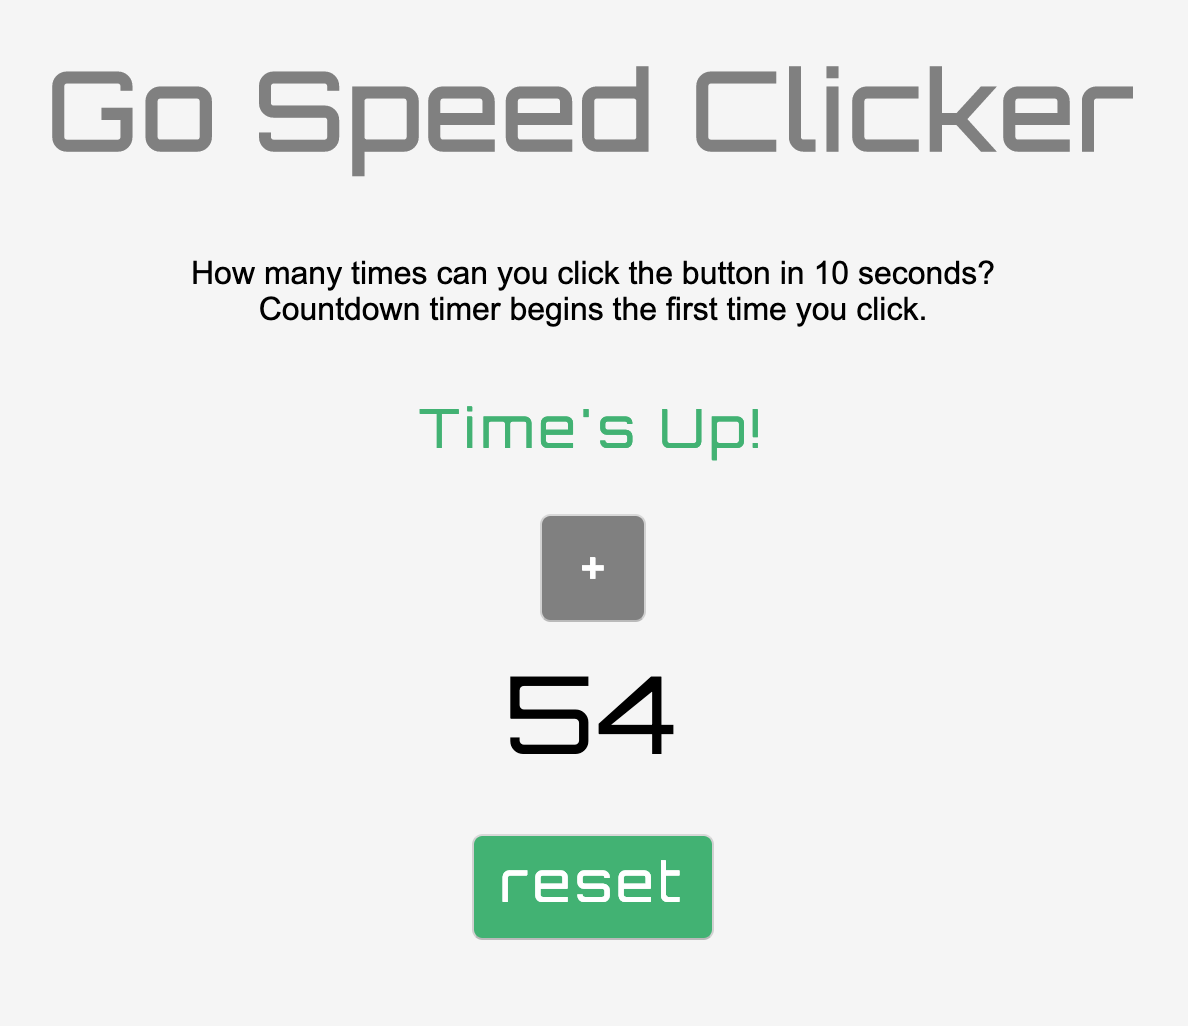 Go Speed Clicker
How many times can you click the button in 10 seconds?
Countdown timer begins the first time you click.
Time's Up!
+
54
reset